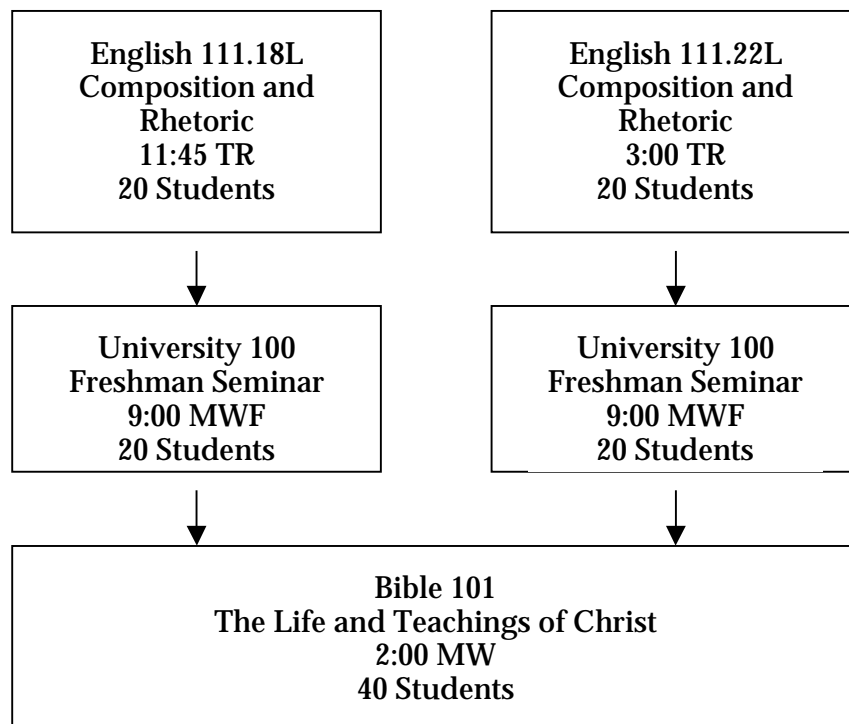 English 111.18L
Composition and
Rhetoric
11:45 TR
20 Students
English 111.22L
Composition and
Rhetoric
3:00 TR
20 Students
University 100
Freshman Seminar
9:00 MWF
20 Students
University 100
Freshman Seminar
9:00 MWF
20 Students
Bible 101
The Life and Teachings of Christ
2:00 MW
40 Students